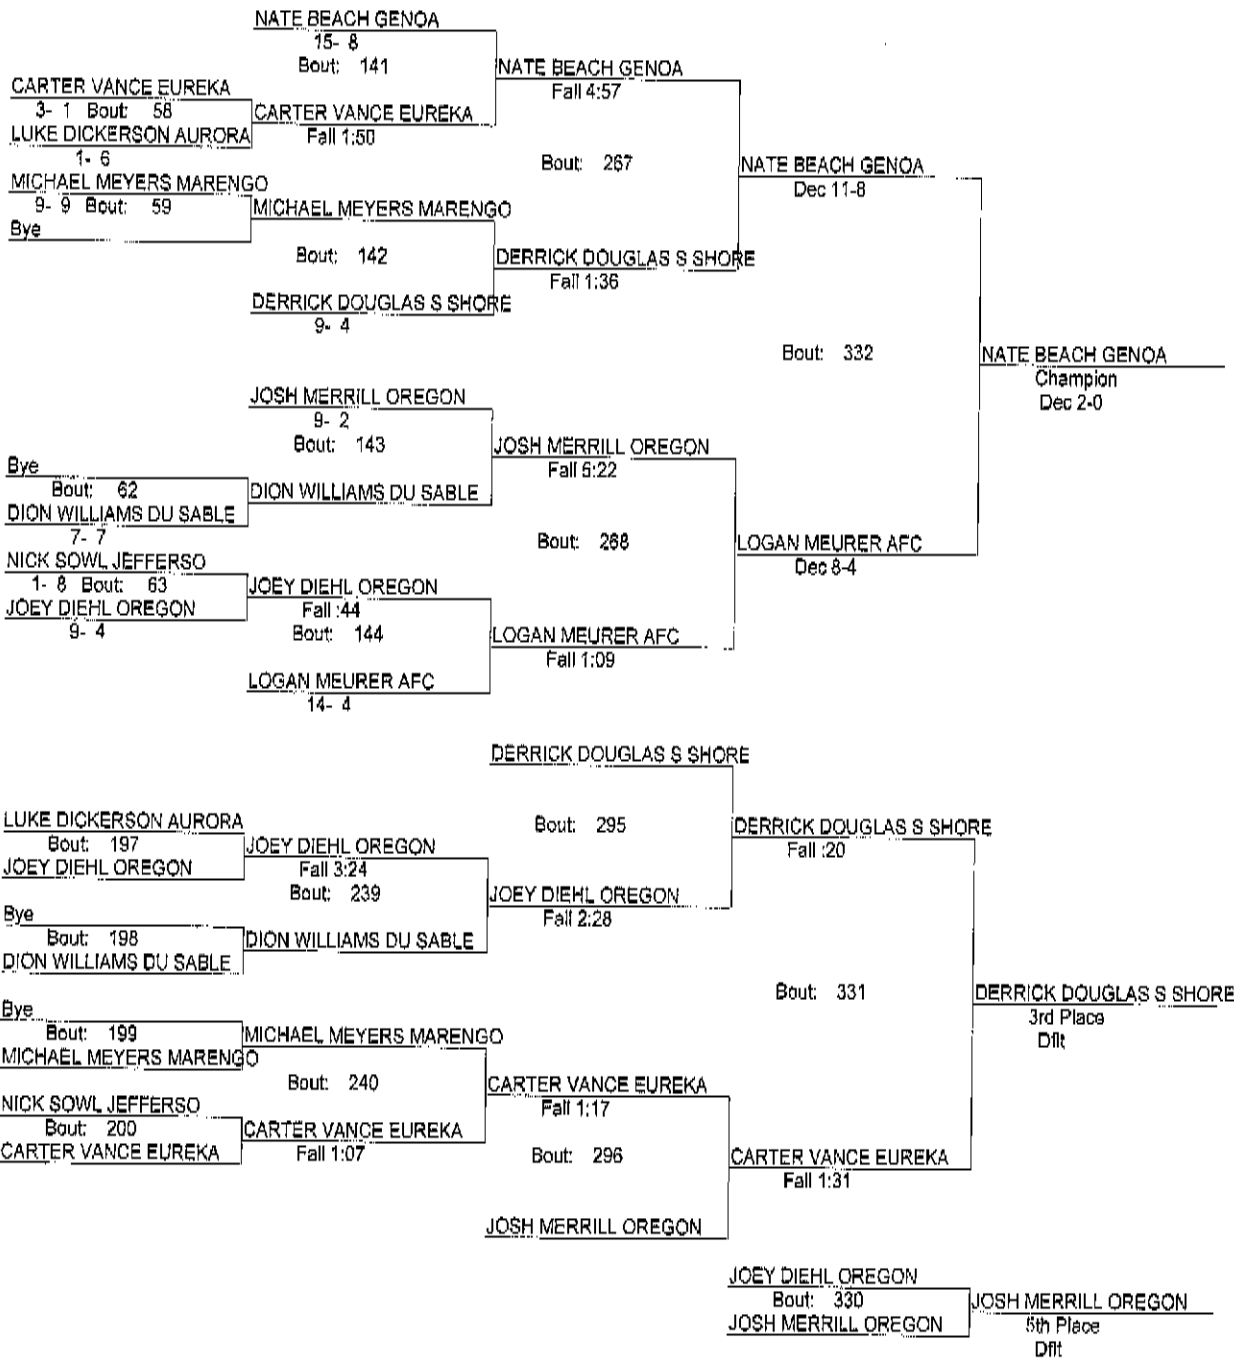 NATE BEACH GENOA
15- 8
Bout: 141
NATE BEACH GENOA
Fall 4:57
CARTER VANCE EUREKA
3- 1 Bout: 58
CARTER VANCE EUREKA
Fall 1:50
LUKE DICKERSON AURORA
1- 6
Bout: 267
NATE BEACH GENOA
Dec 11-8
MICHAEL MEYERS MARENGO
9- 9 Bout: 59
MICHAEL MEYERS MARENGO
Bye
Bout: 142
DERRICK DOUGLAS S SHORE
Fall 1:36
DERRICK DOUGLAS S SHORE
9- 4
Bout: 332
NATE BEACH GENOA
Champion
Dec 2-0
JOSH MERRILL OREGON
9- 2
Bout: 143
JOSH MERRILL OREGON
Fall 5:22
Bye
Bout: 62
DION WILLIAMS DU SABLE
DION WILLIAMS DU SABLE
7- 7
Bout: 268
LOGAN MEURER AFC
Dec 8-4
NICK SOWL JEFFERSO
1- 8 Bout: 63
JOEY DIEHL OREGON
Fall :44
JOEY DIEHL OREGON
9- 4
Bout: 144
LOGAN MEURER AFC
Fall 1:09
LOGAN MEURER AFC
14- 4
DERRICK DOUGLAS S SHORE
LUKE DICKERSON AURORA
Bout: 197
JOEY DIEHL OREGON
Bout: 295
DERRICK DOUGLAS S SHORE
Fall :20
JOEY DIEHL OREGON
Fall 3:24
Bout: 239
JOEY DIEHL OREGON
Fall 2:28
Bye
Bout: 198
DION WILLIAMS DU SABLE
DION WILLIAMS DU SABLE
Bout: 331
DERRICK DOUGLAS S SHORE
3rd Place
Dflt
Bye
Bout: 199
MICHAEL MEYERS MARENGO
MICHAEL MEYERS MARENGO
Bout: 240
CARTER VANCE EUREKA
Fall 1:17
NICK SOWL JEFFERSO
Bout: 200
CARTER VANCE EUREKA
CARTER VANCE EUREKA
Fall 1:07
Bout: 296
CARTER VANCE EUREKA
Fall 1:31
JOSH MERRILL OREGON
JOEY DIEHL OREGON
Bout: 330
JOSH MERRILL OREGON
JOSH MERRILL OREGON
5th Place
Dflt